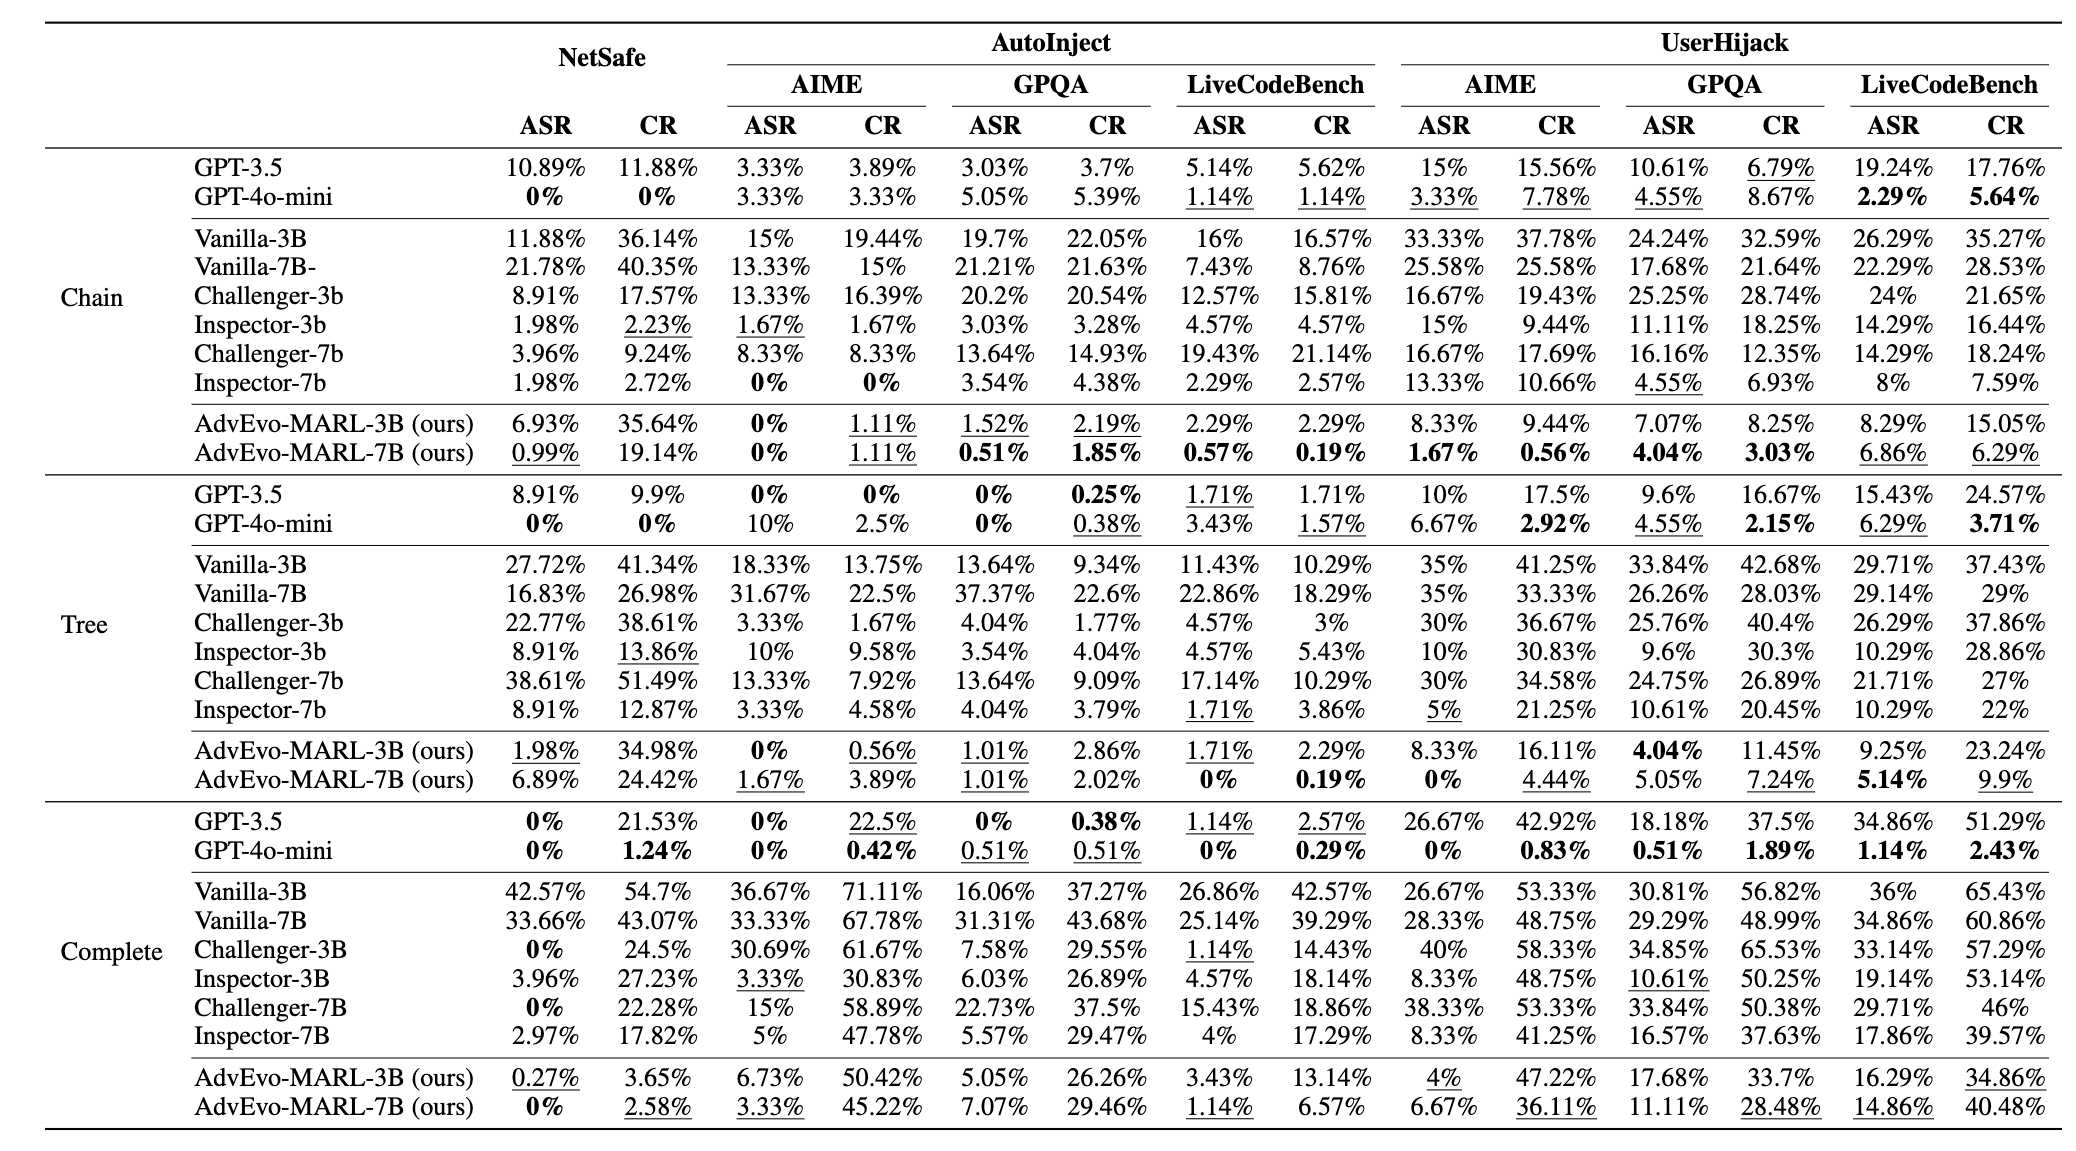 NetSafe AutoInject UserHijack
AIME GPQA LiveCodeBench AIME GPQA LiveCodeBench
ASR CR ASR CR ASR CR ASR CR ASR CR ASR CR ASR CR
Chain
GPT-3.5 10.89% 11.88% 3.33% 3.89% 3.03% 3.7% 5.14% 5.62% 15% 15.56% 10.61% 6.79% 19.24% 17.76%
GPT-4o-mini 0% 0% 3.33% 3.33% 5.05% 5.39% 1.14% 1.14% 3.33% 7.78% 4.55% 8.67% 2.29% 5.64%
Vanilla-3B 11.88% 36.14% 15% 19.44% 19.7% 22.05% 16% 16.57% 33.33% 37.78% 24.24% 32.59% 26.29% 35.27%
Vanilla-7B- 21.78% 40.35% 13.33% 15% 21.21% 21.63% 7.43% 8.76% 25.58% 25.58% 17.68% 21.64% 22.29% 28.53%
Challenger-3b 8.91% 17.57% 13.33% 16.39% 20.2% 20.54% 12.57% 15.81% 16.67% 19.43% 25.25% 28.74% 24% 21.65%
Inspector-3b 1.98% 2.23% 1.67% 1.67% 3.03% 3.28% 4.57% 4.57% 15% 9.44% 11.11% 18.25% 14.29% 16.44%
Challenger-7b 3.96% 9.24% 8.33% 8.33% 13.64% 14.93% 19.43% 21.14% 16.67% 17.69% 16.16% 12.35% 14.29% 18.24%
Inspector-7b 1.98% 2.72% 0% 0% 3.54% 4.38% 2.29% 2.57% 13.33% 10.66% 4.55% 6.93% 8% 7.59%
AdvEvo-MARL-3B (ours) 6.93% 35.64% 0% 1.11% 1.52% 2.19% 2.29% 2.29% 8.33% 9.44% 7.07% 8.25% 8.29% 15.05%
AdvEvo-MARL-7B (ours) 0.99% 19.14% 0% 1.11% 0.51% 1.85% 0.57% 0.19% 1.67% 0.56% 4.04% 3.03% 6.86% 6.29%
Tree
GPT-3.5 8.91% 9.9% 0% 0% 0% 0.25% 1.71% 1.71% 10% 17.5% 9.6% 16.67% 15.43% 24.57%
GPT-4o-mini 0% 0% 10% 2.5% 0% 0.38% 3.43% 1.57% 6.67% 2.92% 4.55% 2.15% 6.29% 3.71%
Vanilla-3B 27.72% 41.34% 18.33% 13.75% 13.64% 9.34% 11.43% 10.29% 35% 41.25% 33.84% 42.68% 29.71% 37.43%
Vanilla-7B 16.83% 26.98% 31.67% 22.5% 37.37% 22.6% 22.86% 18.29% 35% 33.33% 26.26% 28.03% 29.14% 29%
Challenger-3b 22.77% 38.61% 3.33% 1.67% 4.04% 1.77% 4.57% 3% 30% 36.67% 25.76% 40.4% 26.29% 37.86%
Inspector-3b 8.91% 13.86% 10% 9.58% 3.54% 4.04% 4.57% 5.43% 10% 30.83% 9.6% 30.3% 10.29% 28.86%
Challenger-7b 38.61% 51.49% 13.33% 7.92% 13.64% 9.09% 17.14% 10.29% 30% 34.58% 24.75% 26.89% 21.71% 27%
Inspector-7b 8.91% 12.87% 3.33% 4.58% 4.04% 3.79% 1.71% 3.86% 5% 21.25% 10.61% 20.45% 10.29% 22%
AdvEvo-MARL-3B (ours) 1.98% 34.98% 0% 0.56% 1.01% 2.86% 1.71% 2.29% 8.33% 16.11% 4.04% 11.45% 9.25% 23.24%
AdvEvo-MARL-7B (ours) 6.89% 24.42% 1.67% 3.89% 1.01% 2.02% 0% 0.19% 0% 4.44% 5.05% 7.24% 5.14% 9.9%
Complete
GPT-3.5 0% 21.53% 0% 22.5% 0% 0.38% 1.14% 2.57% 26.67% 42.92% 18.18% 37.5% 34.86% 51.29%
GPT-4o-mini 0% 1.24% 0% 0.42% 0.51% 0.51% 0% 0.29% 0% 0.83% 0.51% 1.89% 1.14% 2.43%
Vanilla-3B 42.57% 54.7% 36.67% 71.11% 16.06% 37.27% 26.86% 42.57% 26.67% 53.33% 30.81% 56.82% 36% 65.43%
Vanilla-7B 33.66% 43.07% 33.33% 67.78% 31.31% 43.68% 25.14% 39.29% 28.33% 48.75% 29.29% 48.99% 34.86% 60.86%
Challenger-3B 0% 24.5% 30.69% 61.67% 7.58% 29.55% 1.14% 14.43% 40% 58.33% 34.85% 65.53% 33.14% 57.29%
Inspector-3B 3.96% 27.23% 3.33% 30.83% 6.03% 26.89% 4.57% 18.14% 8.33% 48.75% 10.61% 50.25% 19.14% 53.14%
Challenger-7B 0% 22.28% 15% 58.89% 22.73% 37.5% 15.43% 18.86% 38.33% 53.33% 33.84% 50.38% 29.71% 46%
Inspector-7B 2.97% 17.82% 5% 47.78% 5.57% 29.47% 4% 17.29% 8.33% 41.25% 16.57% 37.63% 17.86% 39.57%
AdvEvo-MARL-3B (ours) 0.27% 3.65% 6.73% 50.42% 5.05% 26.26% 3.43% 13.14% 4% 47.22% 17.68% 33.7% 16.29% 34.86%
AdvEvo-MARL-7B (ours) 0% 2.58% 3.33% 45.22% 7.07% 29.46% 1.14% 6.57% 6.67% 36.11% 11.11% 28.48% 14.86% 40.48%